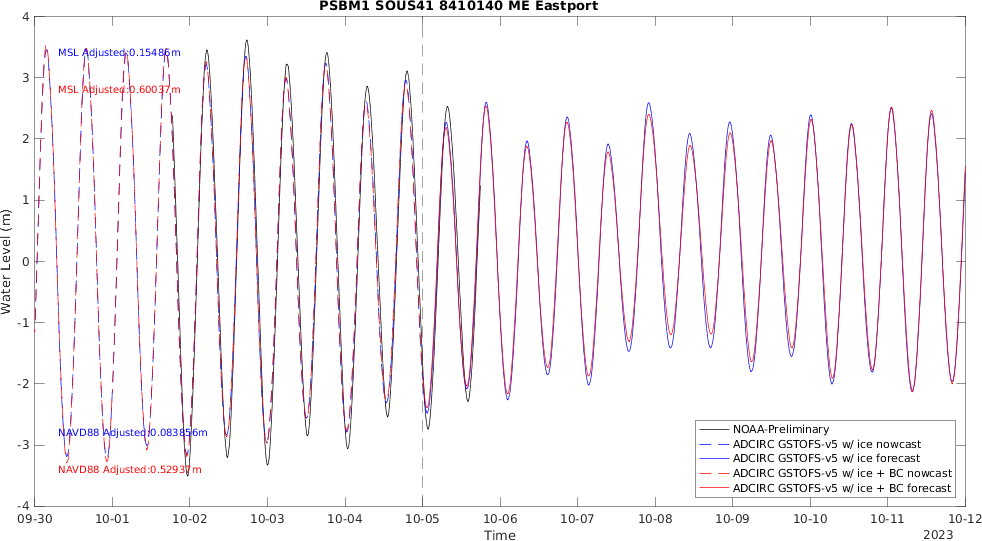 PSBM1 SOUS41 8410140 ME Eastport
4
3
2
1
0
-1
-2
-3
-4
Water Level (m)
MSL Adjusted:0.15485m
MSL Adjusted:0.60037m
NAVD88 Adjusted:0.083856m
NAVD88 Adjusted:0.52937m
NOAA-Preliminary
ADCIRC GSTOFS-v5 w/ ice nowcast
ADCIRC GSTOFS-v5 w/ ice forecast
ADCIRC GSTOFS-v5 w/ ice + BC nowcast
ADCIRC GSTOFS-v5 w/ ice + BC forecast
09-30 10-01 10-02 10-03 10-04 10-05 10-06 10-07 10-08 10-09 10-10 10-11 10-12
Time
2023